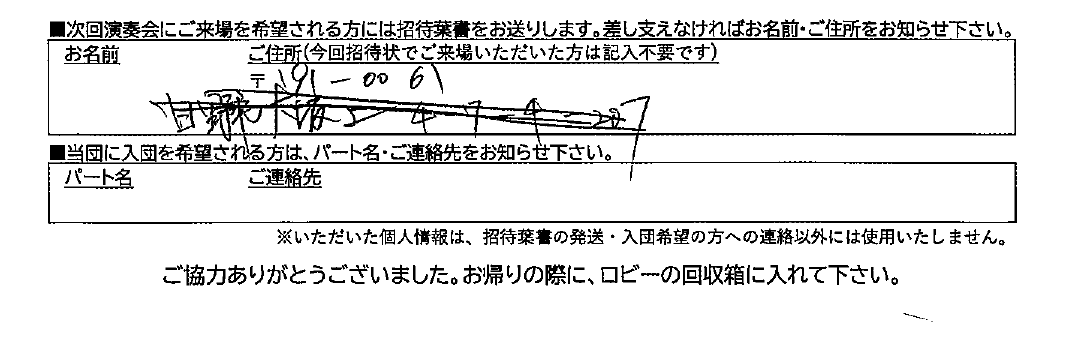 ■次回演奏会にご来場を希望される方には招待葉書をお送りします。差し支えなければお名前・ご住所をお知らせ下さい。
お名前 ご住所(今回招待状でご来場いただいた方は記入不要です)
〒191-0061
■当団に入団を希望される方は、パート名・ご連絡先をお知らせ下さい。
パート名 ご連絡先
※いただいた個人情報は、招待葉書の発送・入団希望の方への連絡以外には使用いたしません。
ご協力ありがとうございました。お帰りの際に、ロビーの回収箱に入れて下さい。